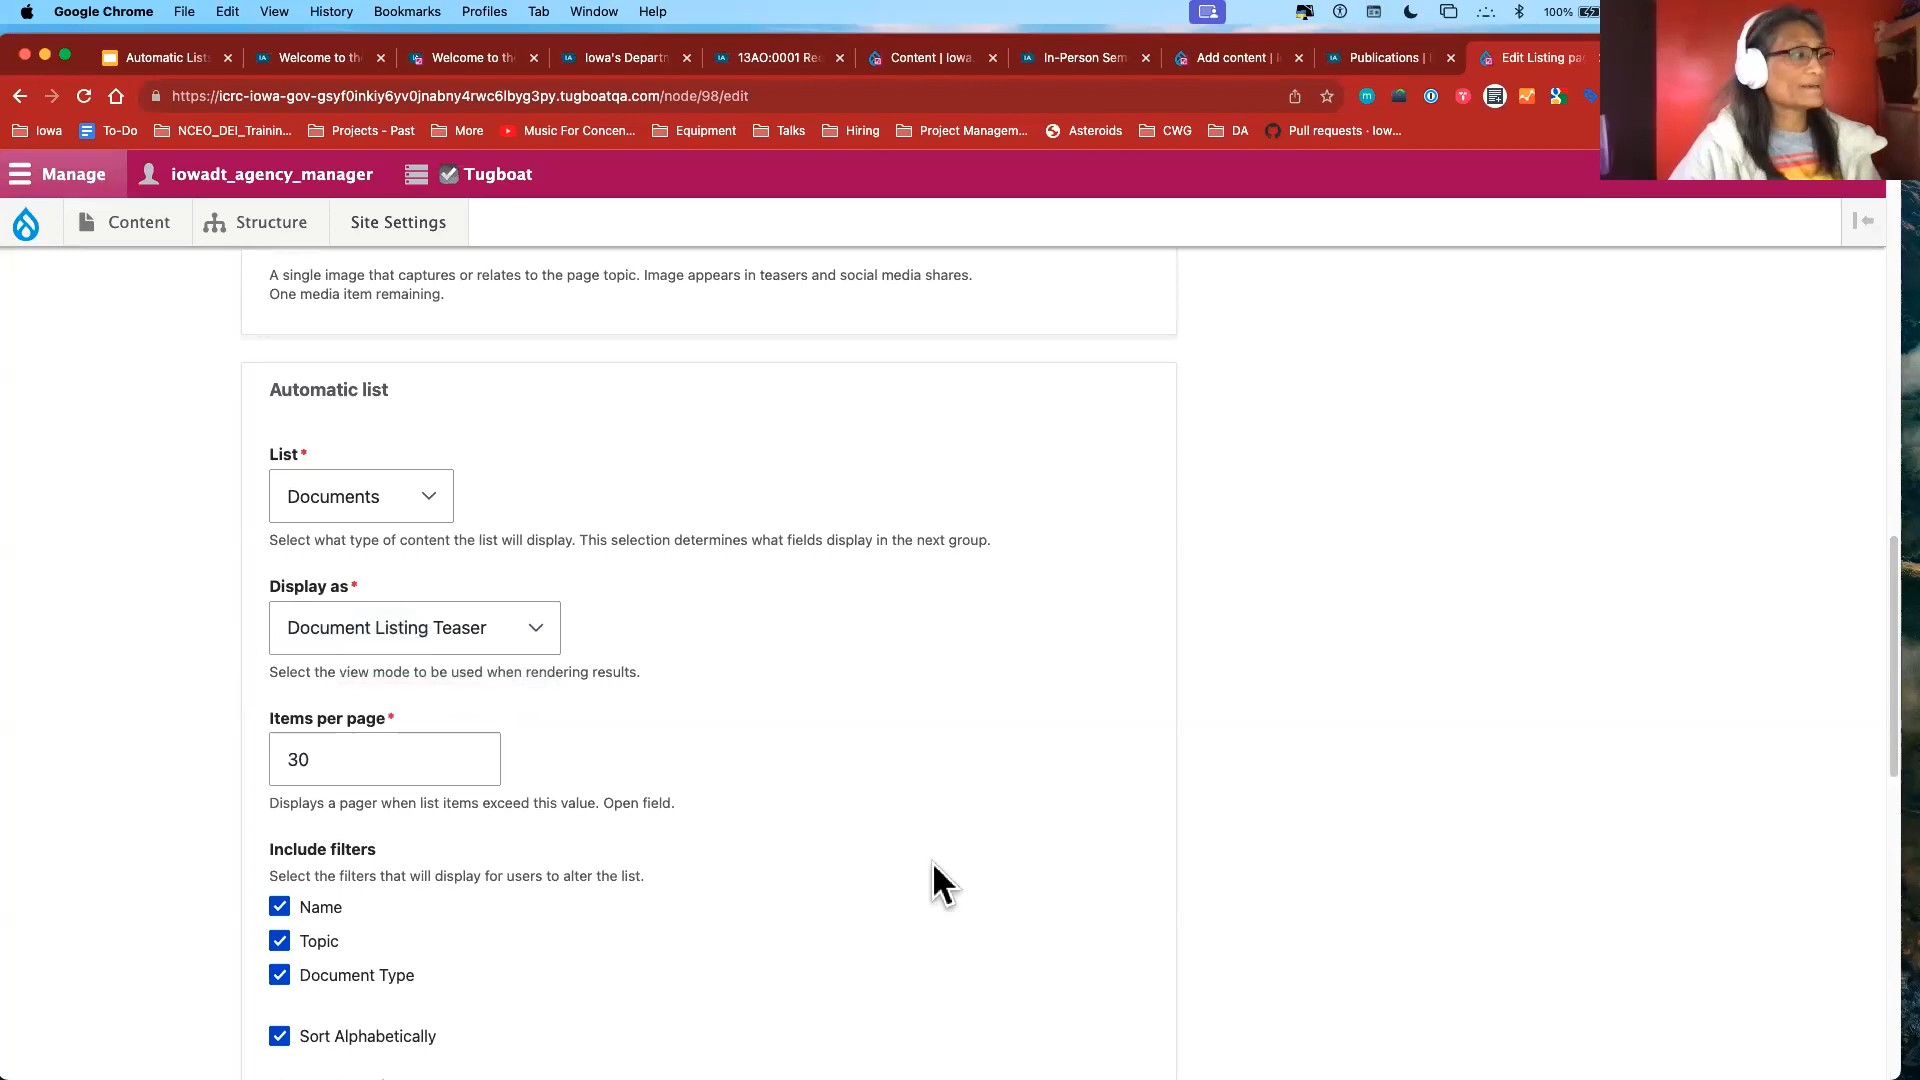 Google Chrome File Edit View History Bookmarks Profiles Tab Window Help 100%
Automatic Lists Welcome to the Welcome to the Iowa's Departm 13AO:0001 Re Content | Iowa. In-Person Sem Add content | Publications | Edit Listing pag
https://icrc-iowa-gov-gsyf0inkiy6yv0jnabny4rwc6lbyg3py.tugboatqa.com/node/98/edit
Iowa To-Do NCEO_DEI_Trainin... Projects - Past More Music For Concen... Equipment Talks Hiring Project Managem... Asteroids CWG DA Pull requests · Iow...
Manage iowadt_agency_manager Tugboat
Content Structure Site Settings
A single image that captures or relates to the page topic. Image appears in teasers and social media shares.
One media item remaining.
Automatic list
List*
Documents
Select what type of content the list will display. This selection determines what fields display in the next group.
Display as*
Document Listing Teaser
Select the view mode to be used when rendering results.
Items per page*
30
Displays a pager when list items exceed this value. Open field.
Include filters
Select the filters that will display for users to alter the list.
Name
Topic
Document Type
Sort Alphabetically